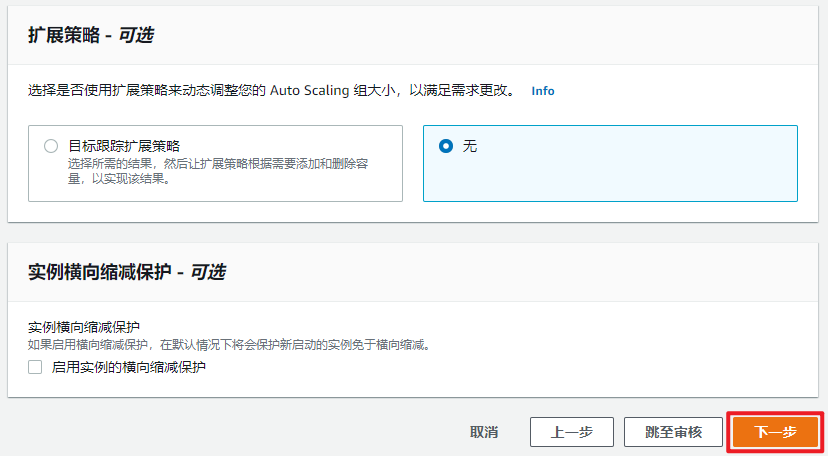 扩展策略 - 可选
选择是否使用扩展策略来动态调整您的 Auto Scaling 组大小，以满足需求更改。 Info
目标跟踪扩展策略
选择所需的结果，然后让扩展策略根据需要添加和删除容
量，以实现该结果。
无
实例横向缩减保护 - 可选
实例横向缩减保护
如果启用横向缩减保护，在默认情况下将会保护新启动的实例免于横向缩减。
启用实例的横向缩减保护
取消 上一步 跳至审核 下一步